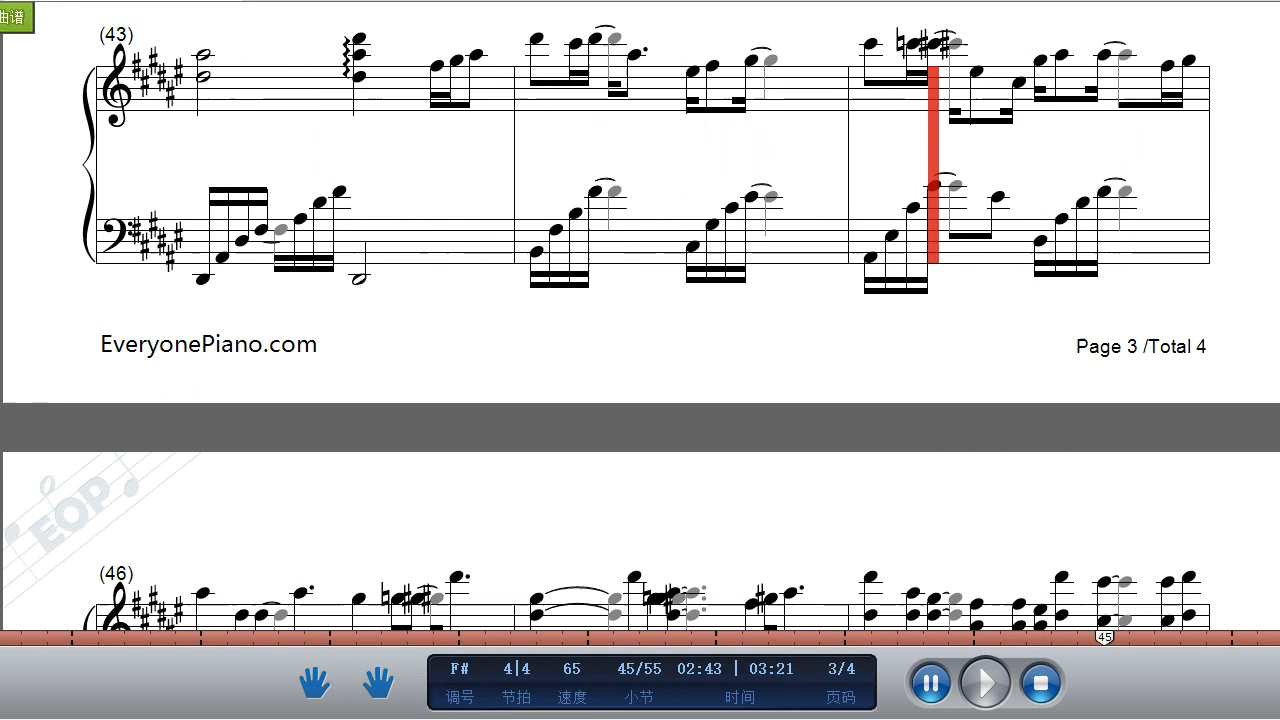 曲谱
(43)
EveryonePiano.com
Page 3 /Total 4
EOP
(46)
45
F# 4|4 65 45/55 02:43 | 03:21 3/4
调号 节拍 速度 小节 时间 页码